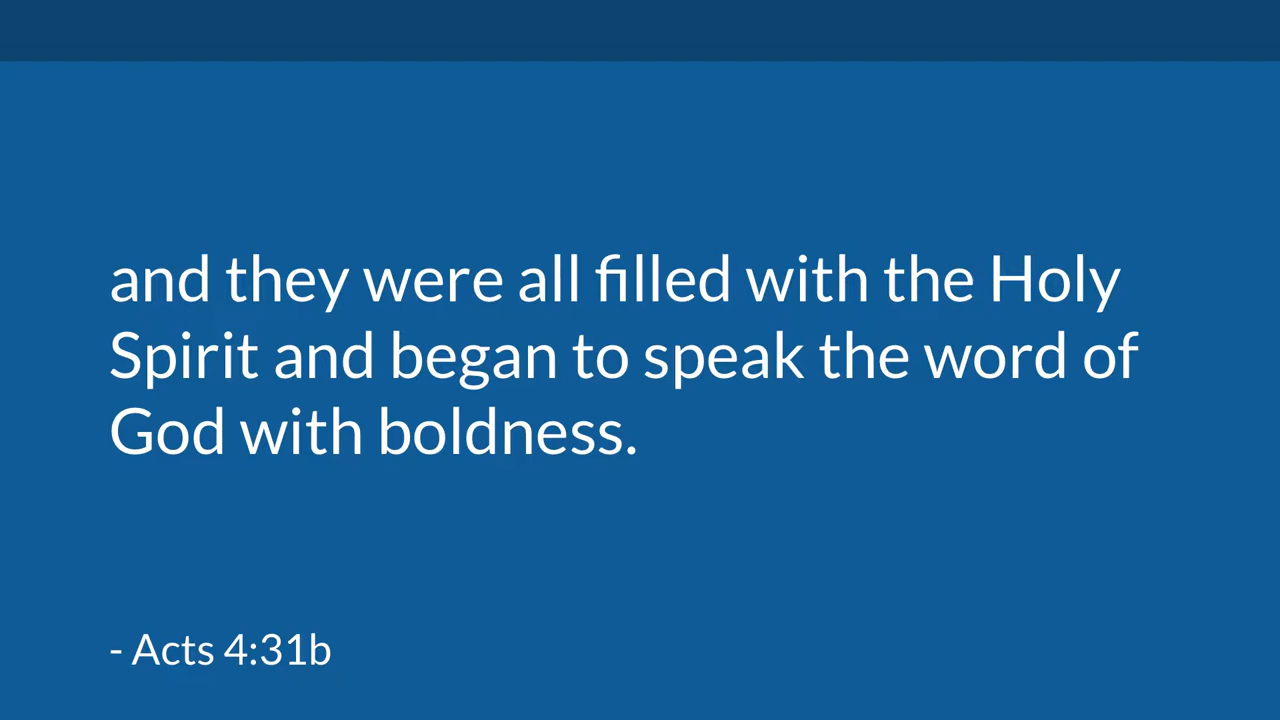 and they were all filled with the Holy
Spirit and began to speak the word of
God with boldness.
- Acts 4:31b